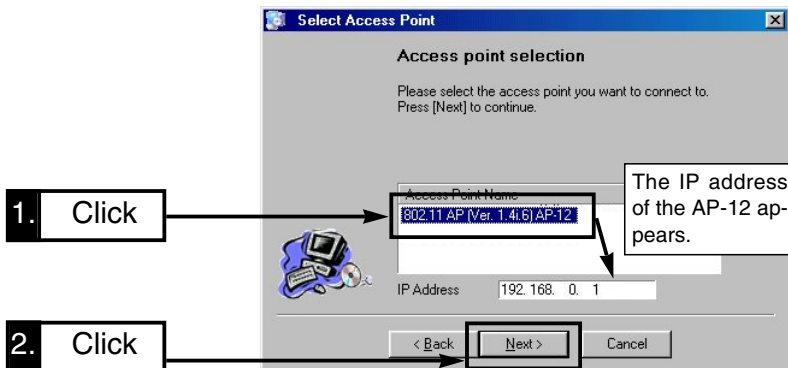 Select Access Point
Access point selection
Please select the access point you want to connect to.
Press [Next] to continue.
Access Point Name
802.11 AP (Ver. 1.4i.6) AP-12
The IP address
of the AP-12 ap-
pears.
1. Click
IP Address 192. 168. 0. 1
2. Click
< Back Next > Cancel